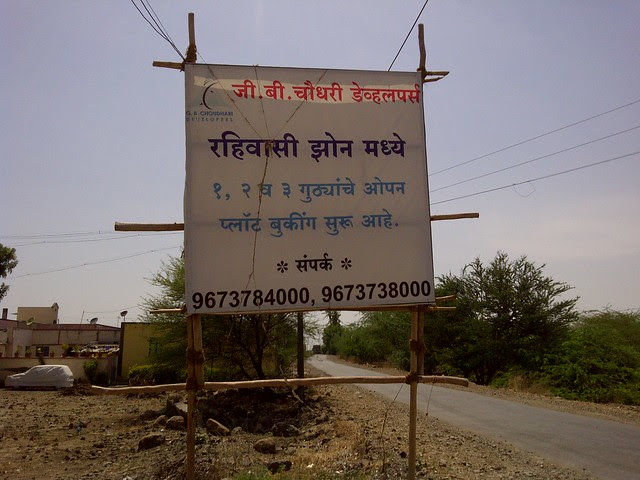 जी.बी.चौधरी डेव्हलपर्स
G B CHOUDHARI
DEVELOPERS
रहिवासी झोन मध्ये
१, २ व ३ गुठ्यांचे ओपन
प्लॉट बुकींग सुरू आहे.
* संपर्क *
9673784000, 9673738000